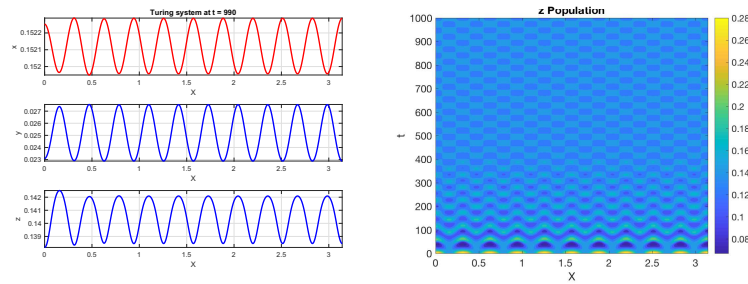 Turing system at t = 990
x
0.1522
0.1521
0.152
0 0.5 1 1.5 2 2.5 3
X
y
0.027
0.026
0.025
0.024
0.023
0 0.5 1 1.5 2 2.5 3
X
z
0.142
0.141
0.14
0.139
0 0.5 1 1.5 2 2.5 3
X
z Population
t
1000
900
800
700
600
500
400
300
200
100
0
0 0.5 1 1.5 2 2.5 3
X
0.28
0.26
0.24
0.22
0.2
0.18
0.16
0.14
0.12
0.1
0.08